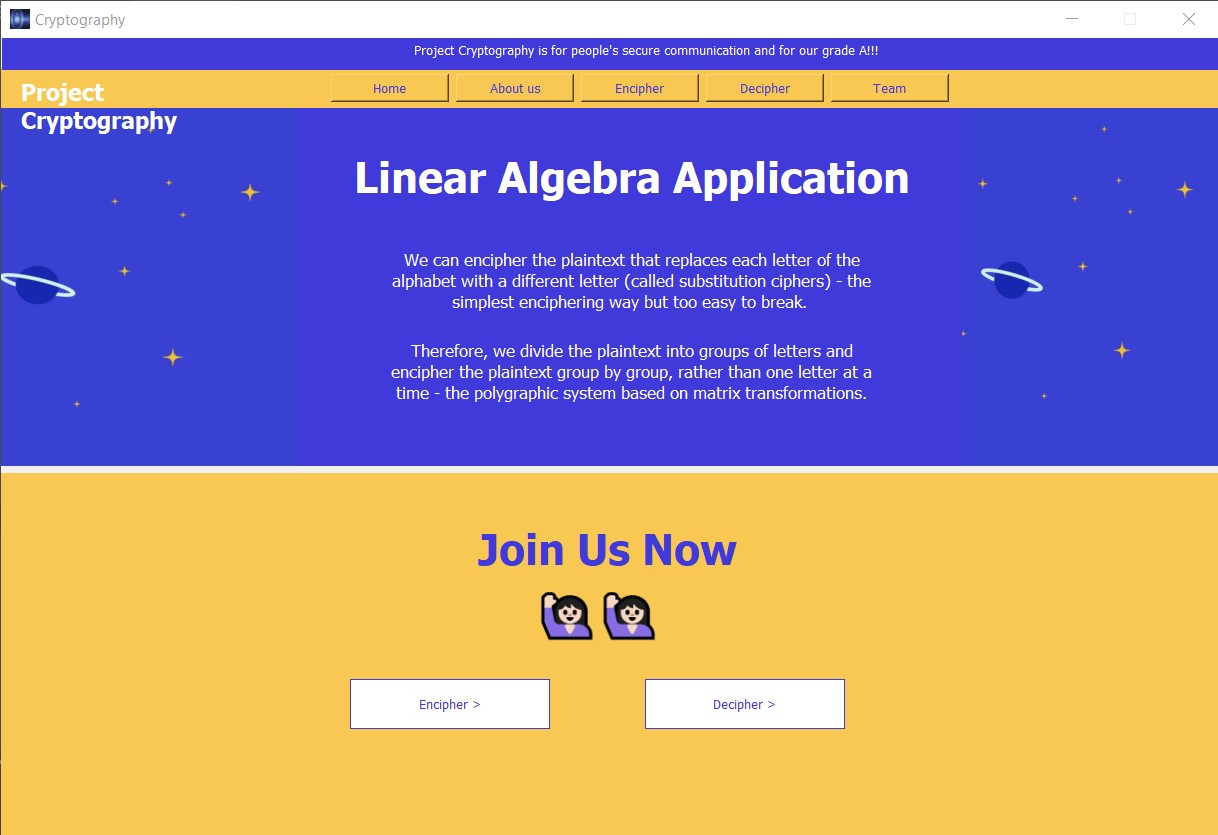 Cryptography
Project Cryptography is for people's secure communication and for our grade A!!!
Project
Cryptography
Home
About us
Encipher
Decipher
Team
Linear Algebra Application
We can encipher the plaintext that replaces each letter of the
alphabet with a different letter (called substitution ciphers) - the
simplest enciphering way but too easy to break.
Therefore, we divide the plaintext into groups of letters and
encipher the plaintext group by group, rather than one letter at a
time - the polygraphic system based on matrix transformations.
Join Us Now
Encipher >
Decipher >